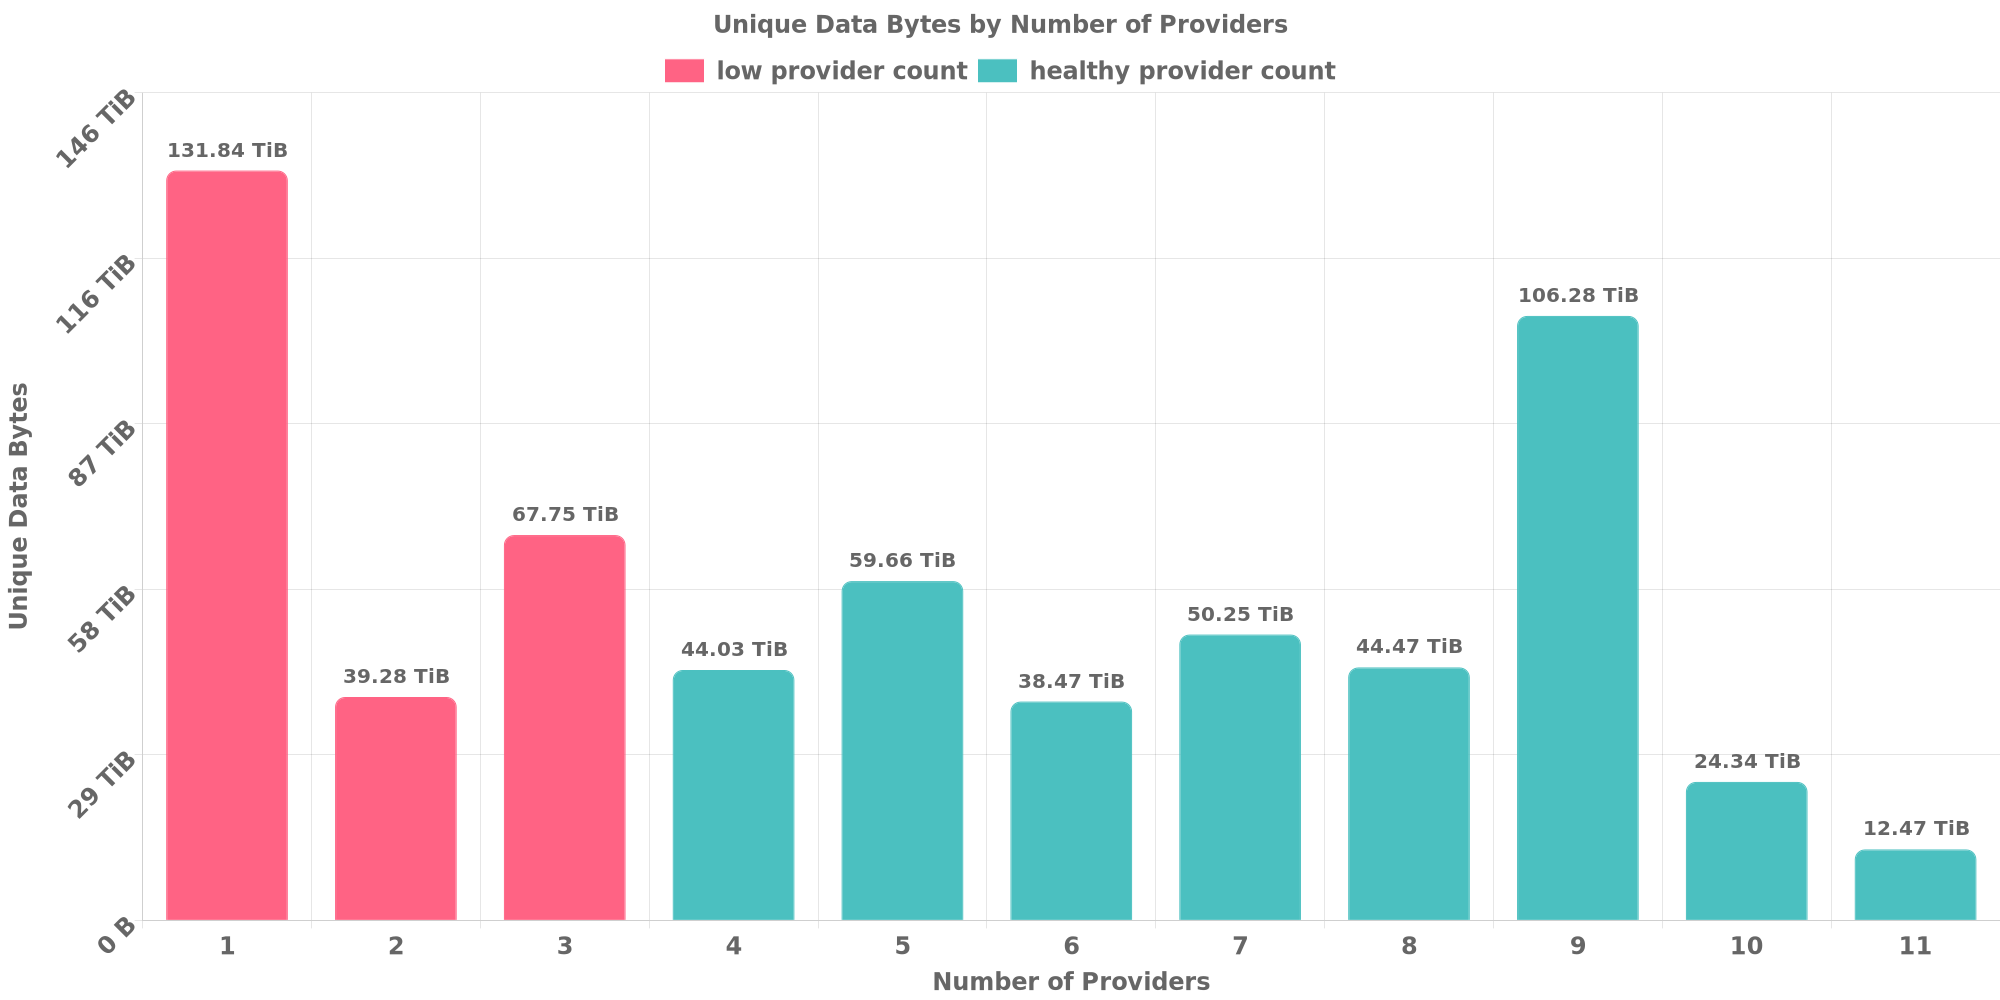 Unique Data Bytes by Number of Providers
low provider count healthy provider count
146 TiB
116 TiB
87 TiB
58 TiB
29 TiB
0 B
Unique Data Bytes
131.84 TiB
39.28 TiB
67.75 TiB
44.03 TiB
59.66 TiB
38.47 TiB
50.25 TiB
44.47 TiB
106.28 TiB
24.34 TiB
12.47 TiB
1 2 3 4 5 6 7 8 9 10 11
Number of Providers